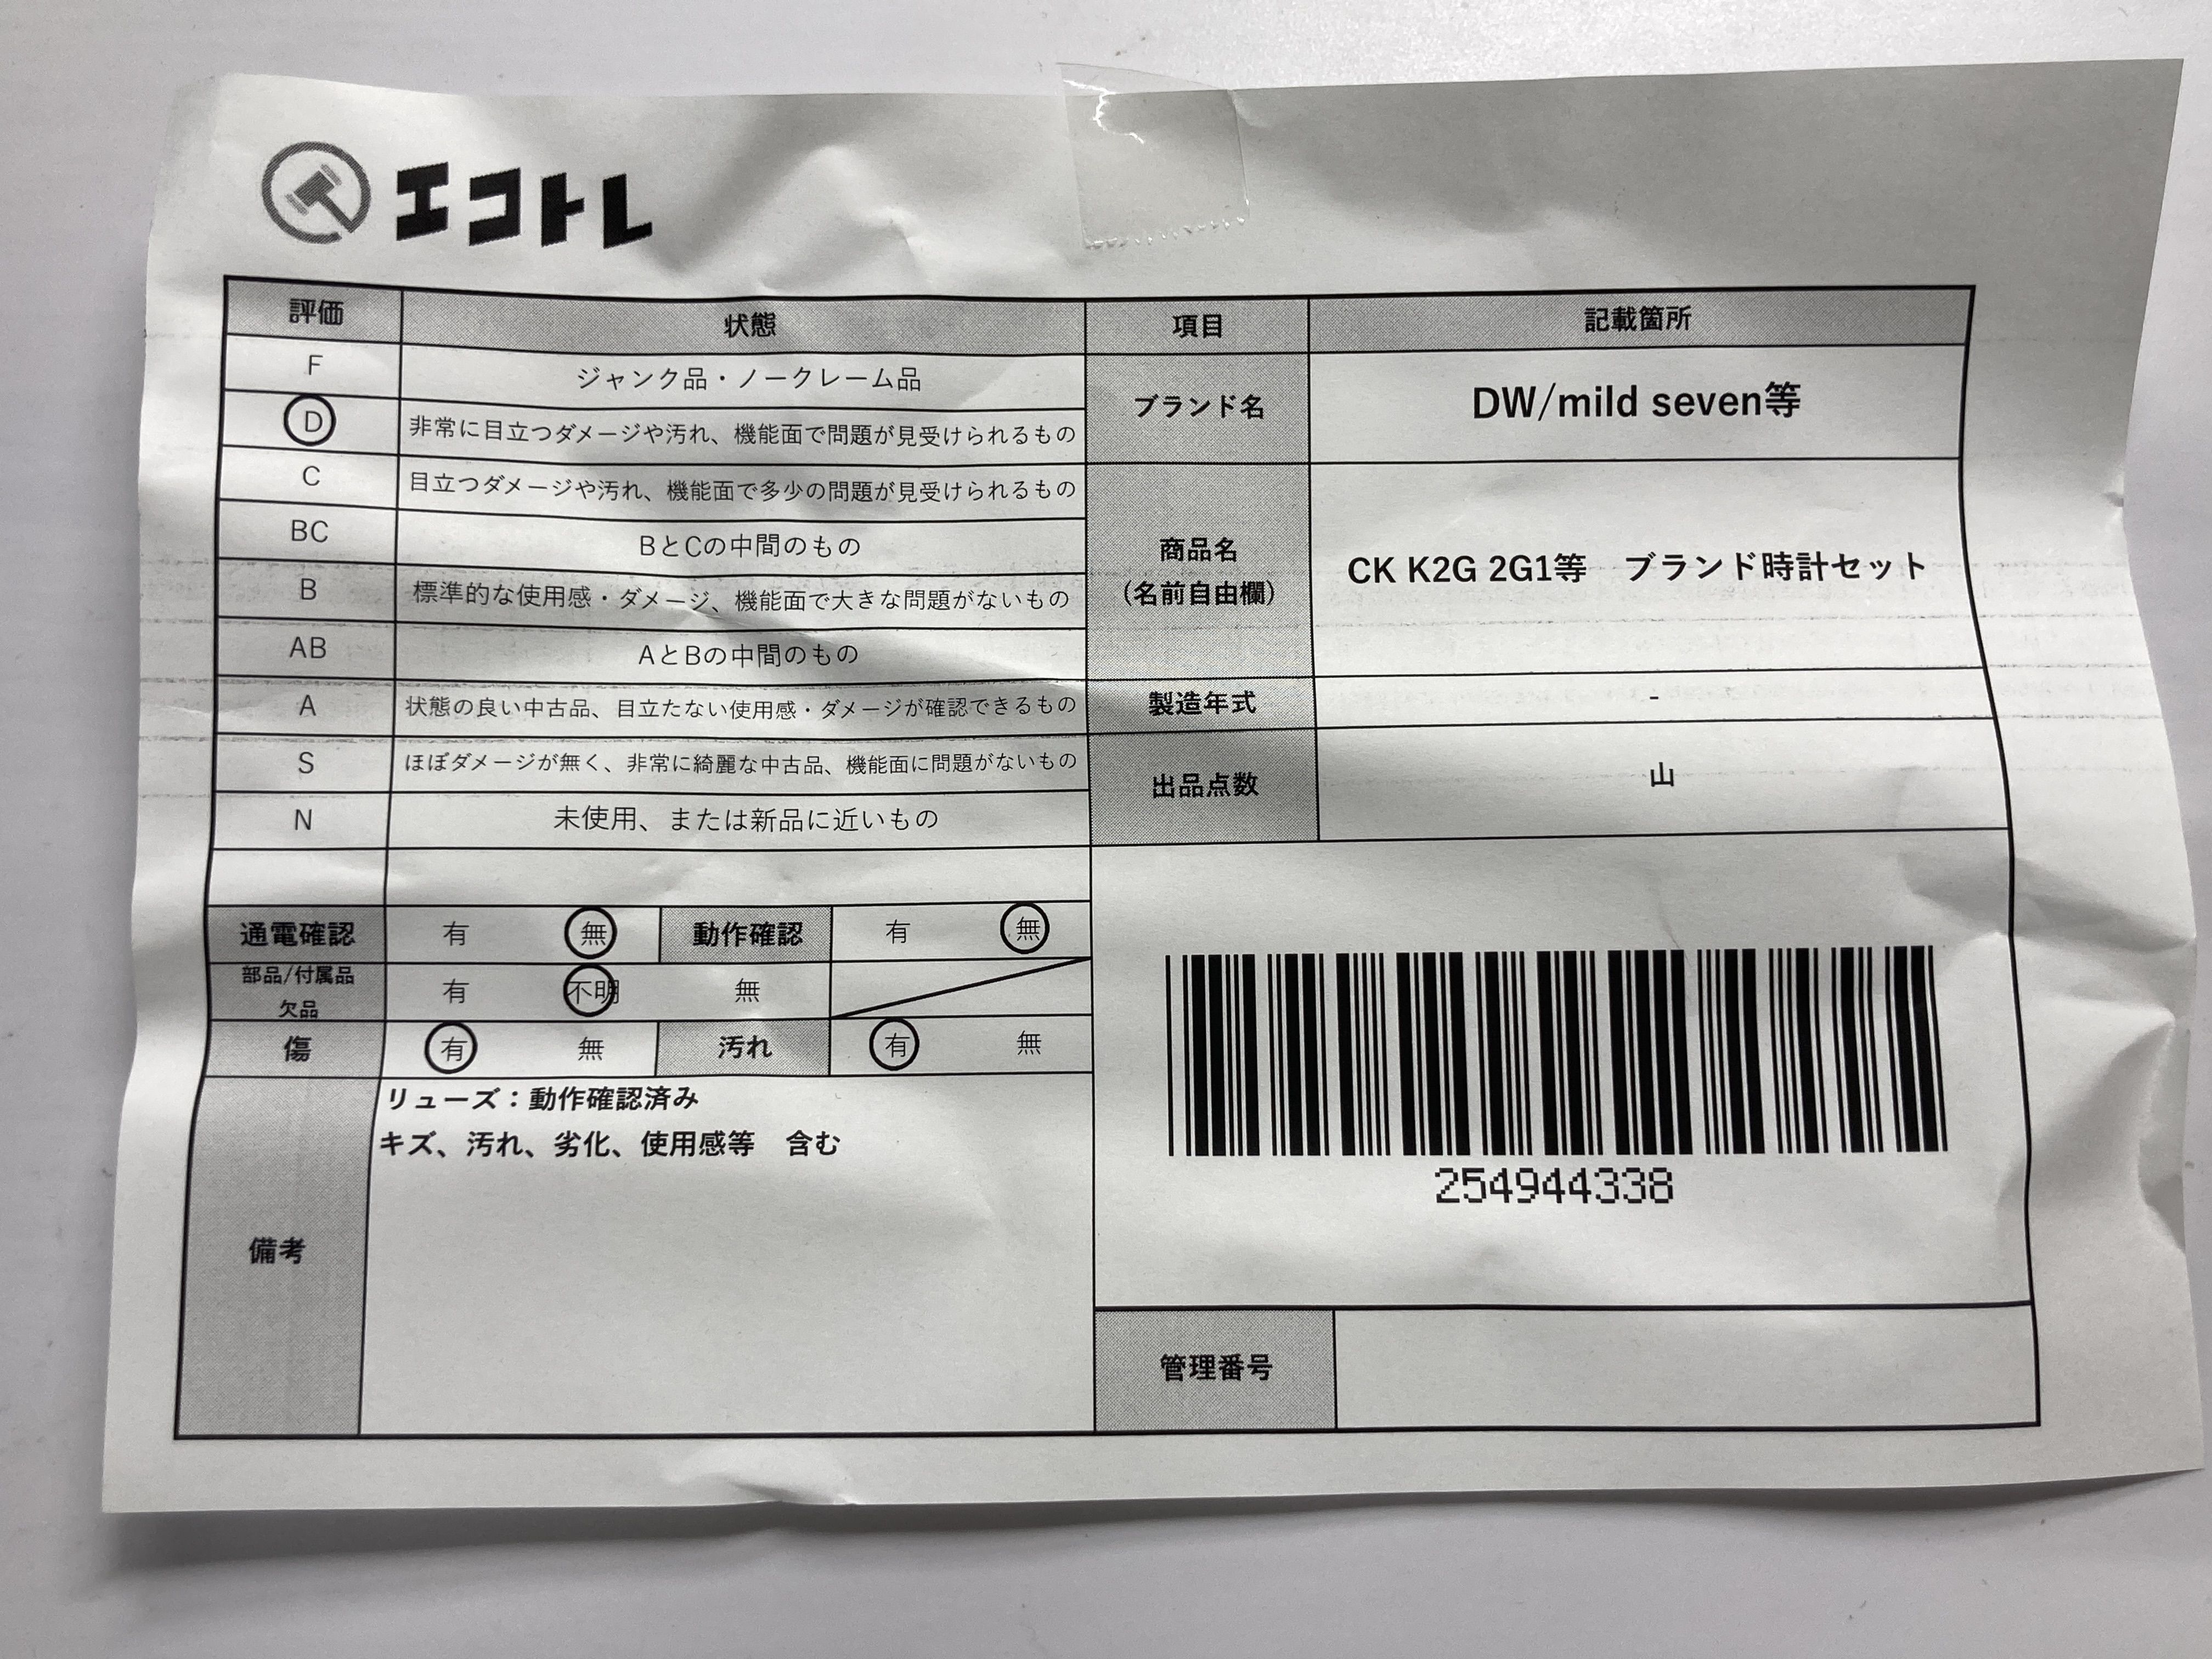 エコトレ
評価 状態
F ジャンク品・ノークレーム品
D 非常に目立つダメージや汚れ、機能面で問題が見受けられるもの
C 目立つダメージや汚れ、機能面で多少の問題が見受けられるもの
BC BとCの中間のもの
B 標準的な使用感・ダメージ、機能面で大きな問題がないもの
AB AとBの中間のもの
A 状態の良い中古品、目立たない使用感・ダメージが確認できるもの
S ほぼダメージが無く、非常に綺麗な中古品、機能面に問題がないもの
N 未使用、または新品に近いもの
通電確認 有 無 動作確認 有 無
部品/付属品
欠品 有 不明 無
傷 有 無 汚れ 有 無
備考
リューズ：動作確認済み
キズ、汚れ、劣化、使用感等 含む
項目 記載箇所
ブランド名 DW/mild seven等
商品名
（名前自由欄） CK K2G 2G1等 ブランド時計セット
製造年式 -
出品点数 山
254944338
管理番号